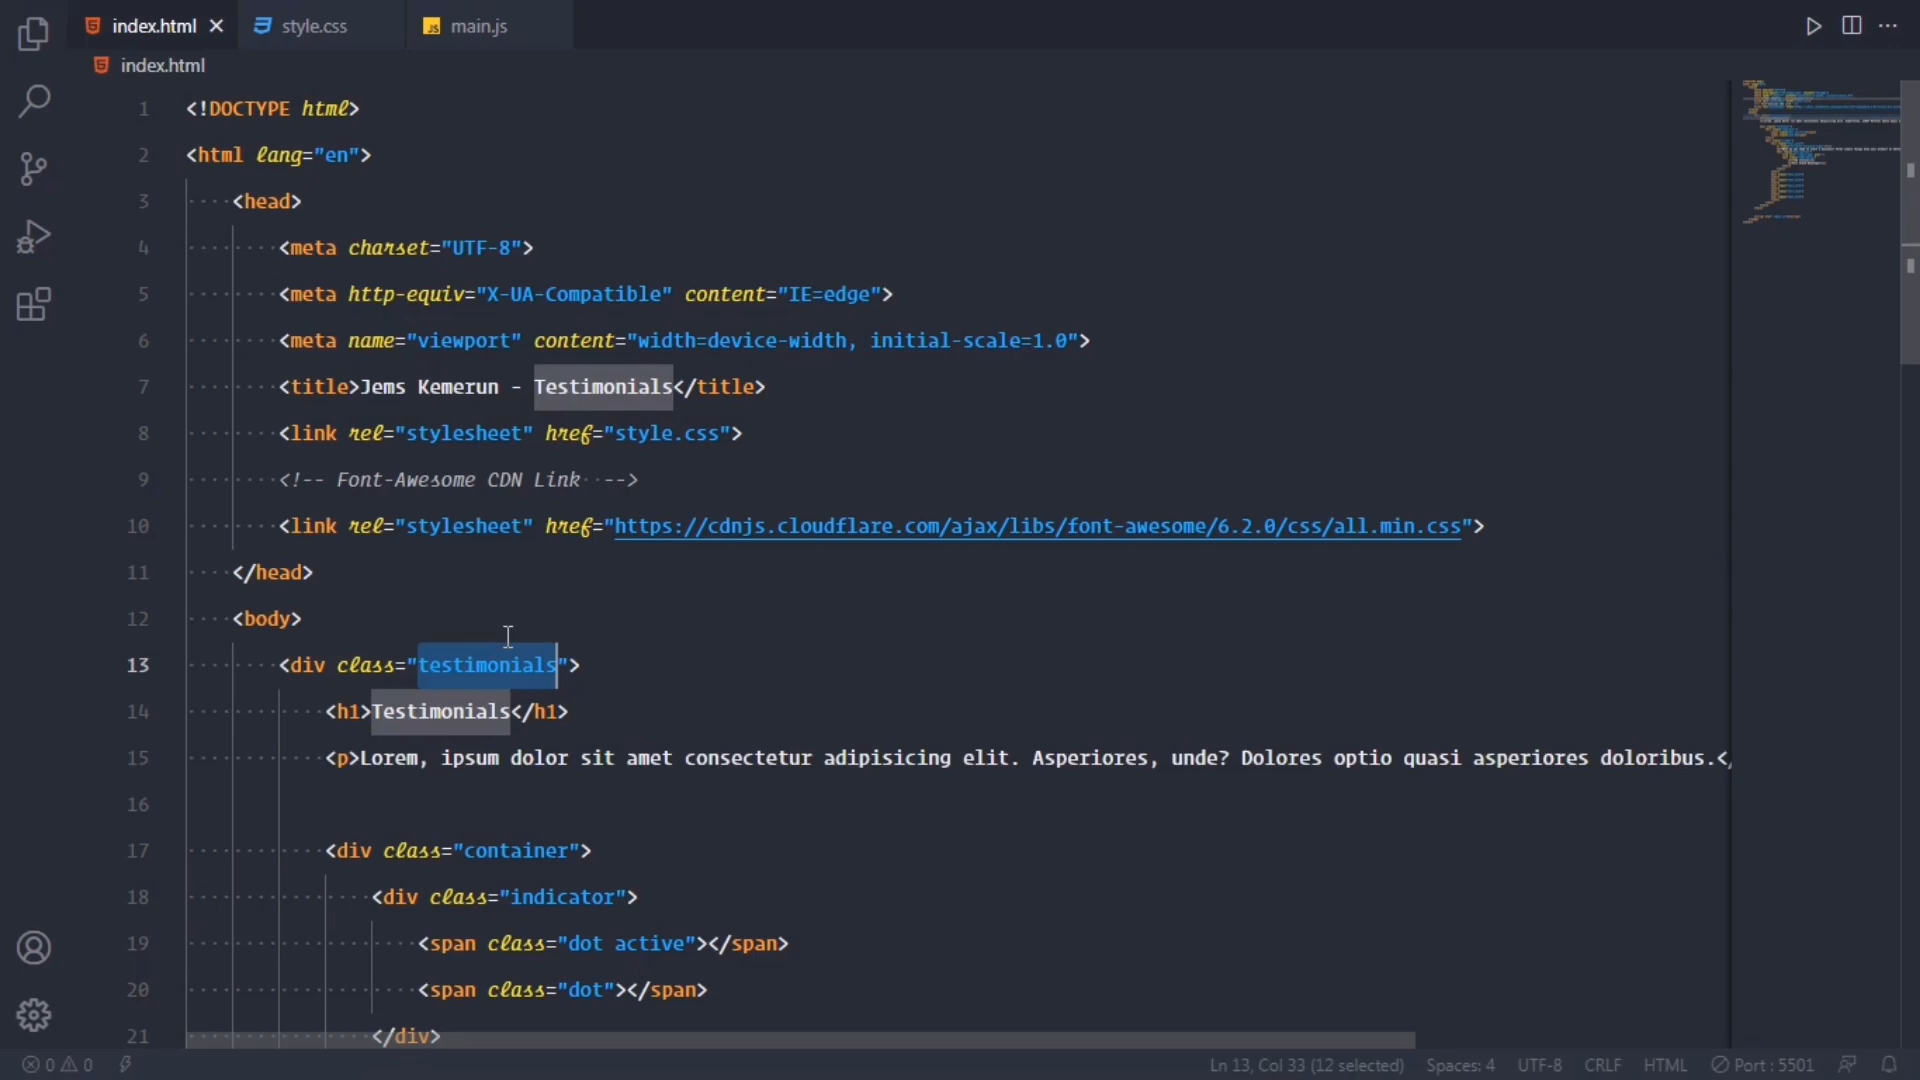 index.html
style.css
JS main.js
index.html
1 <!DOCTYPE html>
2 <html lang="en">
3 <head>
4 <meta charset="UTF-8">
5 <meta http-equiv="X-UA-Compatible" content="IE=edge">
6 <meta name="viewport" content="width=device-width, initial-scale=1.0">
7 <title>Jems Kemerun - Testimonials</title>
8 <link rel="stylesheet" href="style.css">
9 <!-- Font-Awesome CDN Link -->
10 <link rel="stylesheet" href="https://cdnjs.cloudflare.com/ajax/libs/font-awesome/6.2.0/css/all.min.css">
11 </head>
12 <body>
13 <div class="testimonials">
14 <h1>Testimonials</h1>
15 <p>Lorem, ipsum dolor sit amet consectetur adipisicing elit. Asperiores, unde? Dolores optio quasi asperiores doloribus.</
16
17 <div class="container">
18 <div class="indicator">
19 <span class="dot active"></span>
20 <span class="dot"></span>
21 </div>
0 0 Ln 13, Col 33 (12 selected) Spaces: 4 UTF-8 CRLF HTML Port : 5501